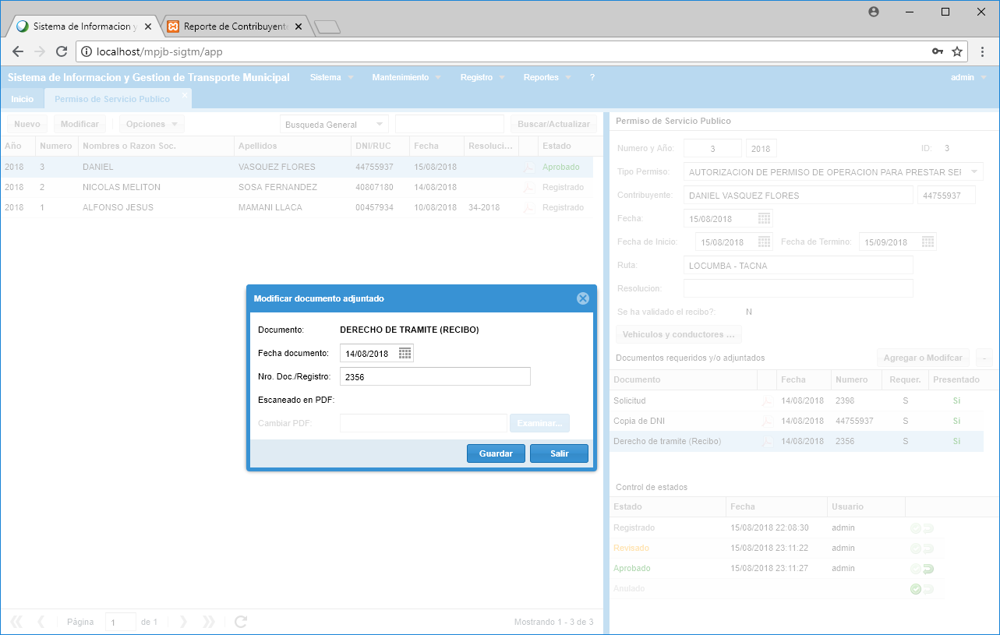 Sistema de Informacion y
Reporte de Contribuyente
localhost/mpjb-sigtm/app
Sistema de Informacion y Gestion de Transporte Municipal Sistema Mantenimiento Registro Reportes ? admin
Inicio Permiso de Servicio Publico
Nuevo Modificar Opciones Busqueda General Buscar/Actualizar
Año Numero Nombres o Razon Soc. Apellidos DNI/RUC Fecha Resoluci... Estado
2018 3 DANIEL VASQUEZ FLORES 44755937 15/08/2018 Aprobado
2018 2 NICOLAS MELITON SOSA FERNANDEZ 40807180 14/08/2018 Registrado
2018 1 ALFONSO JESUS MAMANI LLACA 00457934 10/08/2018 34-2018 Registrado
Modificar documento adjuntado
Documento: DERECHO DE TRAMITE (RECIBO)
Fecha documento: 14/08/2018
Nro. Doc./Registro: 2356
Escaneado en PDF:
Cambiar PDF: Examinar...
Guardar Salir
Página 1 de 1 Mostrando 1 - 3 de 3
Permiso de Servicio Publico
Numero y Año: 3 2018 ID: 3
Tipo Permiso: AUTORIZACION DE PERMISO DE OPERACION PARA PRESTAR SEI
Contribuyente: DANIEL VASQUEZ FLORES 44755937
Fecha: 15/08/2018
Fecha de Inicio: 15/08/2018 Fecha de Termino: 15/09/2018
Ruta: LOCUMBA - TACNA
Resolucion:
Se ha validado el recibo?: N
Vehiculos y conductores ...
Documentos requeridos y/o adjuntados Agregar o Modifcar -
Documento Fecha Numero Requer. Presentado
Solicitud 14/08/2018 2398 S Si
Copia de DNI 14/08/2018 44755937 S Si
Derecho de tramite (Recibo) 14/08/2018 2356 S Si
Control de estados
Estado Fecha Usuario
Registrado 15/08/2018 22:08:30 admin
Revisado 15/08/2018 23:11:22 admin
Aprobado 15/08/2018 23:11:27 admin
Anulado